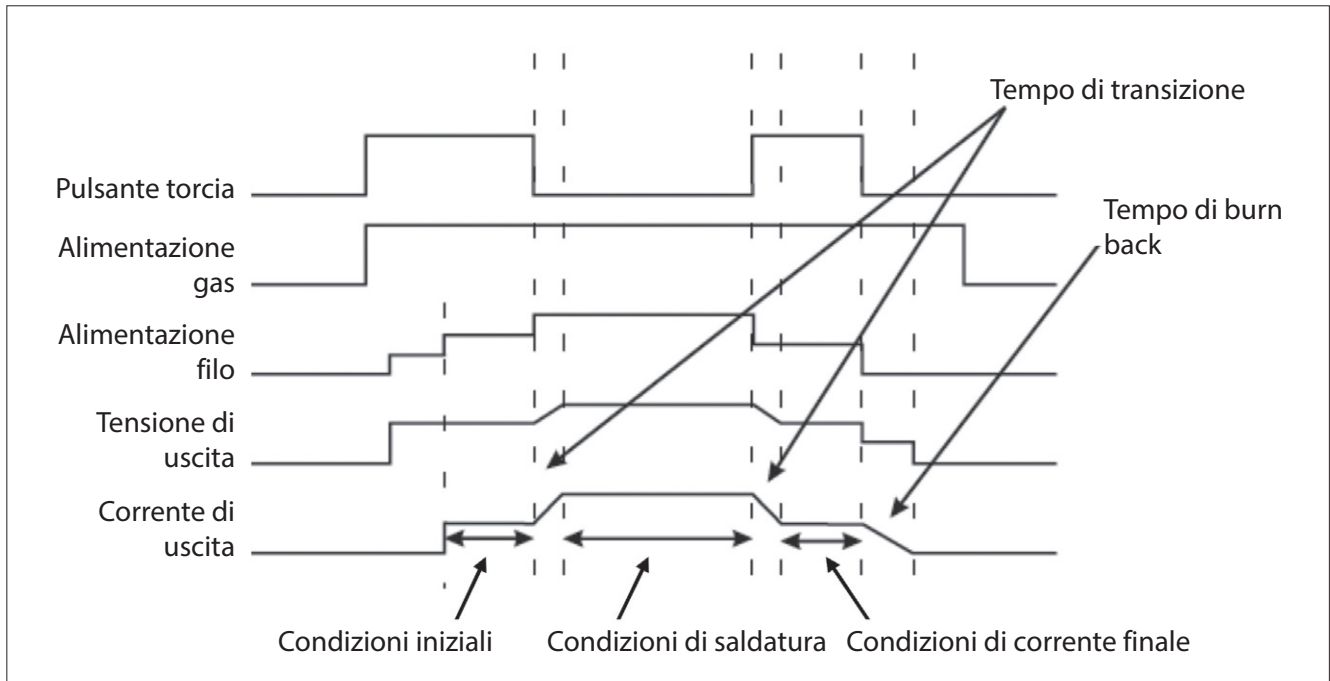 Tempo di transizione
Pulsante torcia
Tempo di burn
back
Alimentazione
gas
Alimentazione
filo
Tensione di
uscita
Corrente di
uscita
Condizioni iniziali
Condizioni di saldatura
Condizioni di corrente finale